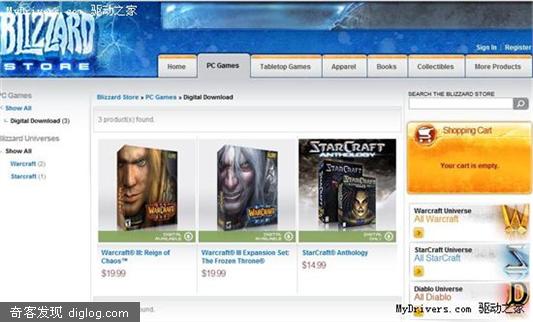 MyDrivers.com 驱动之家
BLIZZARD
STORE
Sign In | Register
Home
PC Games
Tabletop Games
Apparel
Books
Collectibles
More Products
PC Games
Show All
Digital Download (3)
Blizzard Universes
Show All
Warcraft (2)
Starcraft (1)
Blizzard Store » PC Games » Digital Download
3 product(s) found.
WARCRAFT
DIGITAL AVAILABLE
Warcraft® III: Reign of
Chaos™
$19.99
WARCRAFT
DIGITAL AVAILABLE
Warcraft® III Expansion Set:
The Frozen Throne®
$19.99
STARCRAFT
ANTHOLOGY
DIGITAL ONLY
StarCraft® Anthology
$14.99
found.
SEARCH THE BLIZZARD STORE
Shopping Cart
Your cart is empty.
Warcraft Universe
All Warcraft
StarCraft Universe
All StarCraft
Diablo Universe
All Diablo
奇客发现 diglog.com
MyDrivers.com 驱动之家